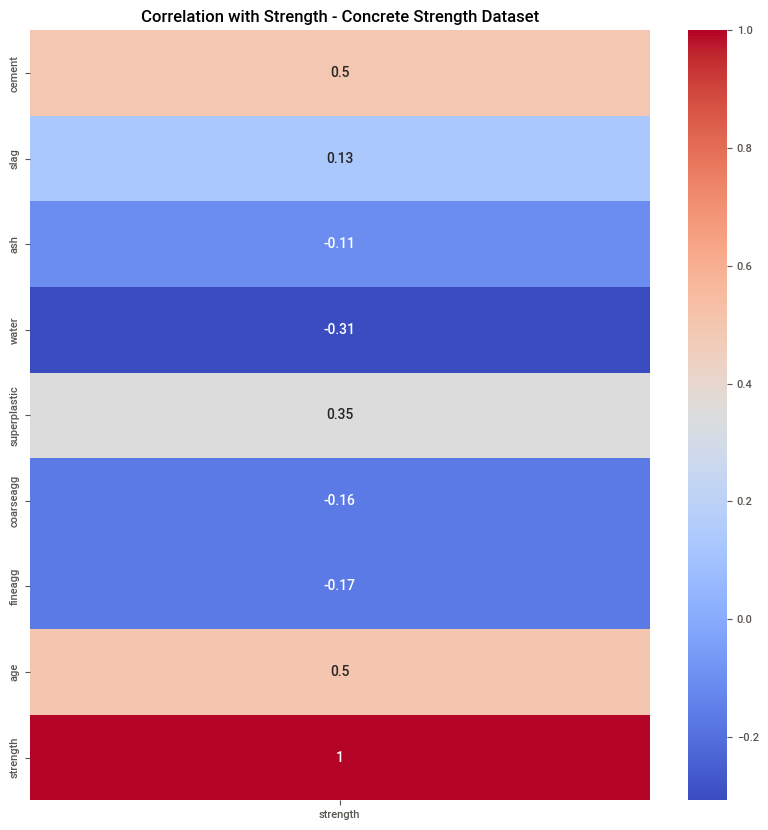 Correlation with Strength - Concrete Strength Dataset
cement
0.5
slag
0.13
ash
-0.11
water
-0.31
superplastic
0.35
coarseagg
-0.16
fineagg
-0.17
age
0.5
strength
1
strength
1.0
0.8
0.6
0.4
0.2
0.0
−0.2